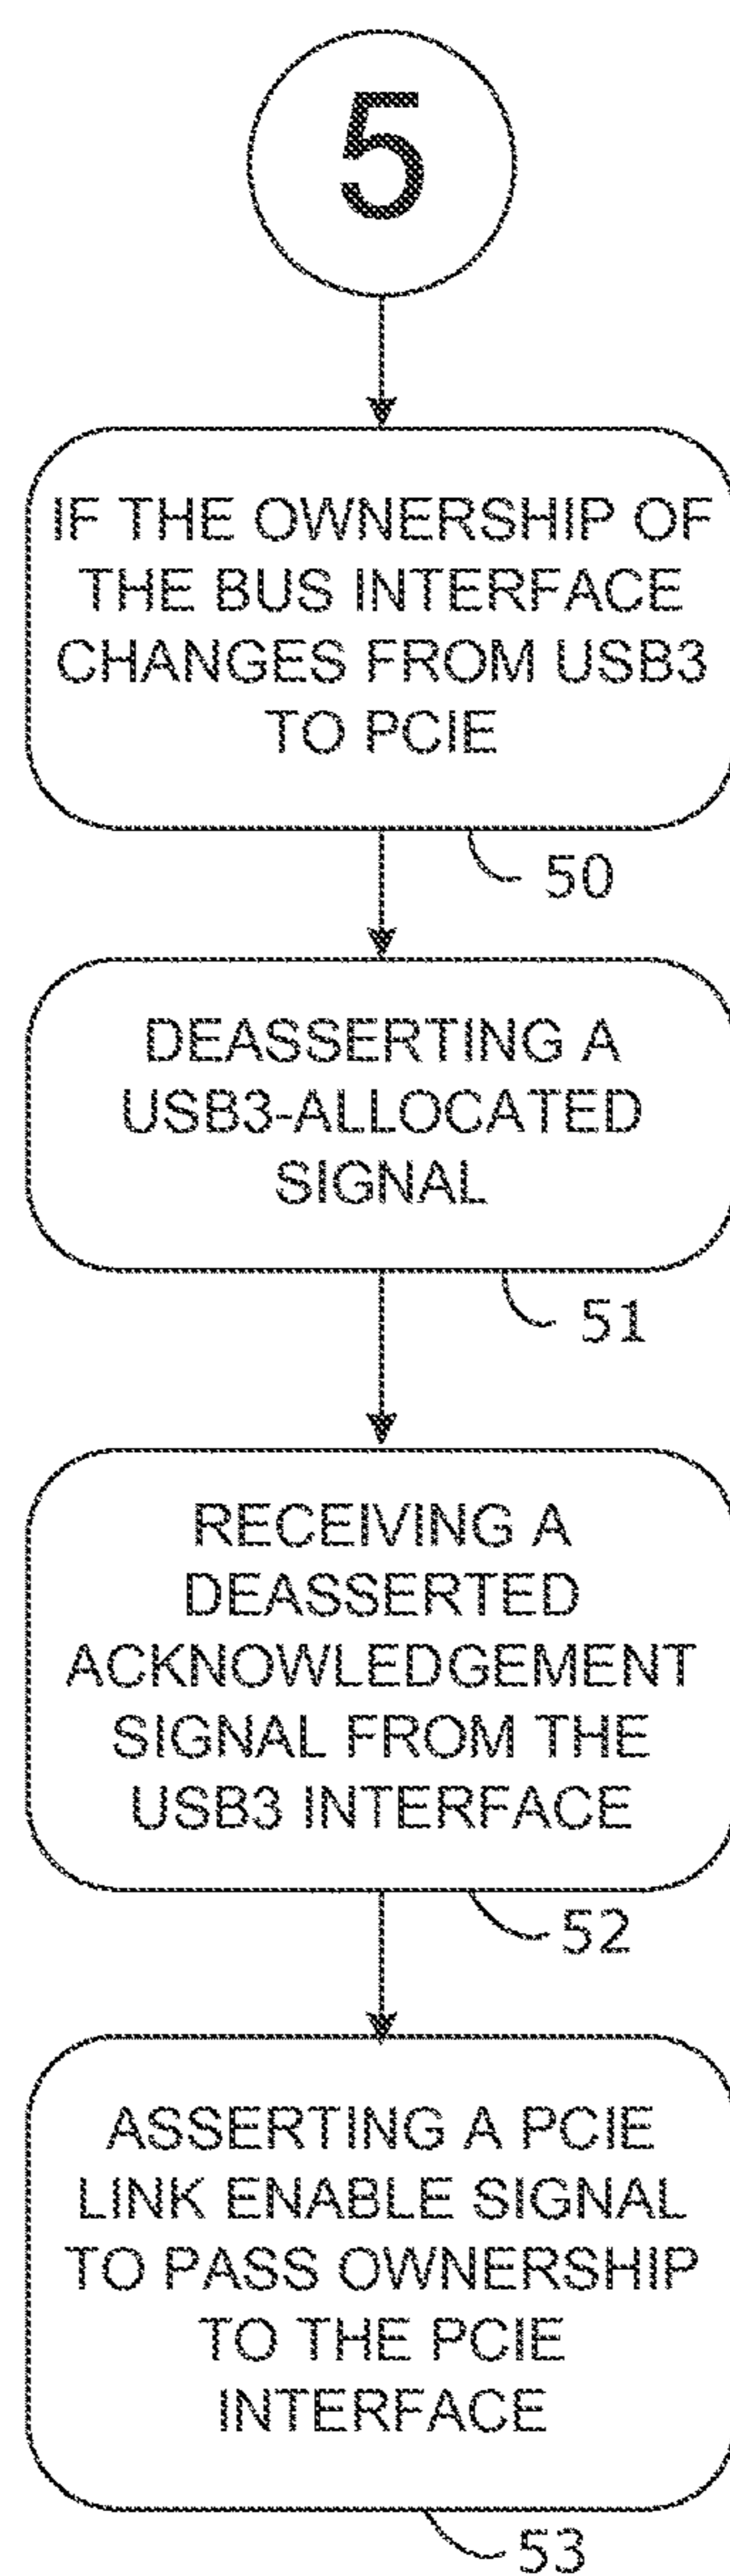 5
IF THE OWNERSHIP OF
THE BUS INTERFACE
CHANGES FROM USB3
TO PCIE
50
DEASSERTING A
USB3-ALLOCATED
SIGNAL
51
RECEIVING A
DEASSERTED
ACKNOWLEDGEMENT
SIGNAL FROM THE
USB3 INTERFACE
52
ASSERTING A PCIE
LINK ENABLE SIGNAL
TO PASS OWNERSHIP
TO THE PCIE
INTERFACE
53